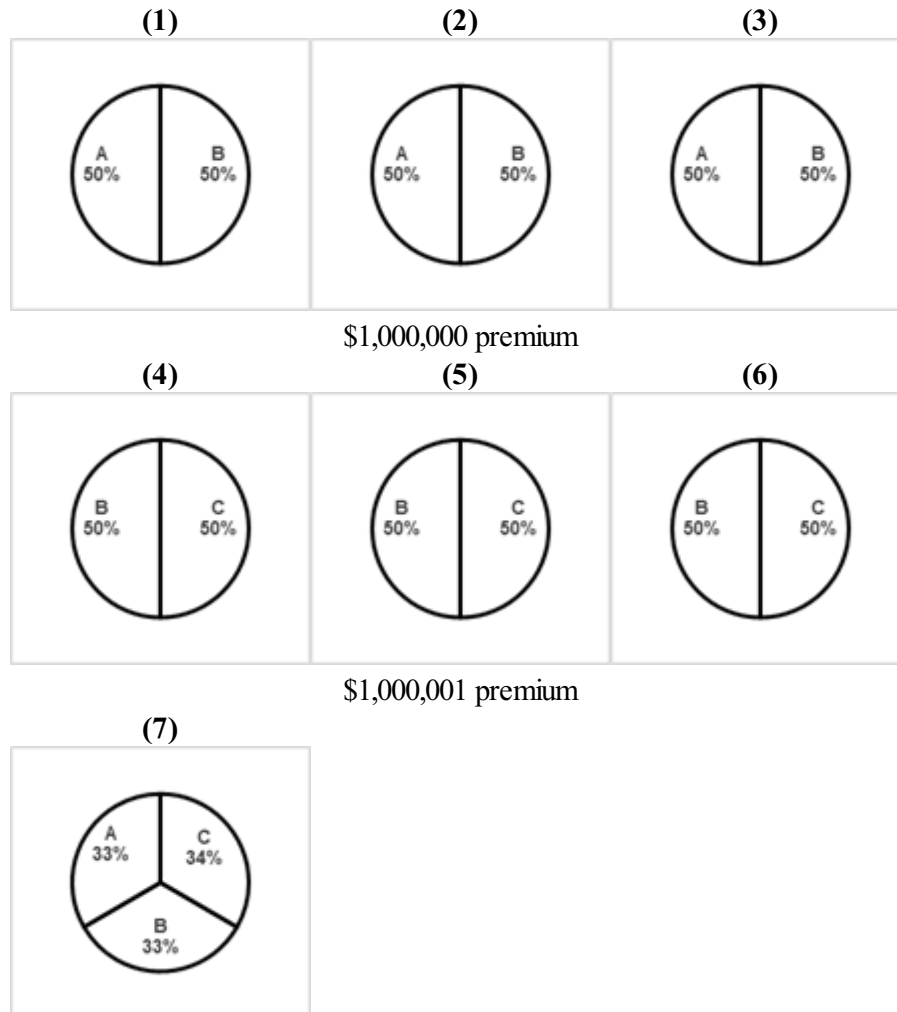 (1) (2) (3)
A B A B A B
50% 50% 50% 50% 50% 50%
$1,000,000 premium
(4) (5) (6)
B C B C B C
50% 50% 50% 50% 50% 50%
$1,000,001 premium
(7)
A C
33% 34%
B
33%